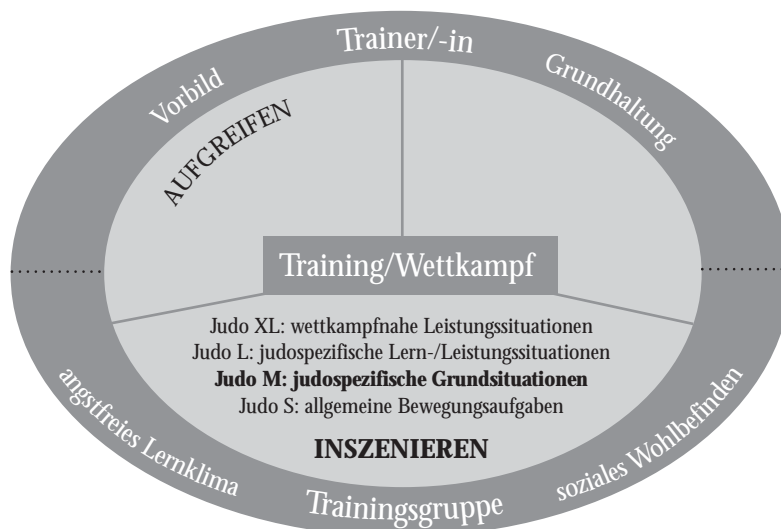 Trainer/-in
Vorbild
Grundhaltung
AUFGREIFEN
Training/Wettkampf
Judo XL: wettkampfnahe Leistungssituationen
Judo L: judospezifische Lern-/Leistungssituationen
Judo M: judospezifische Grundsituationen
Judo S: allgemeine Bewegungsaufgaben
INSZENIEREN
angstfreies Lernklima
Trainingsgruppe
soziales Wohlbefinden